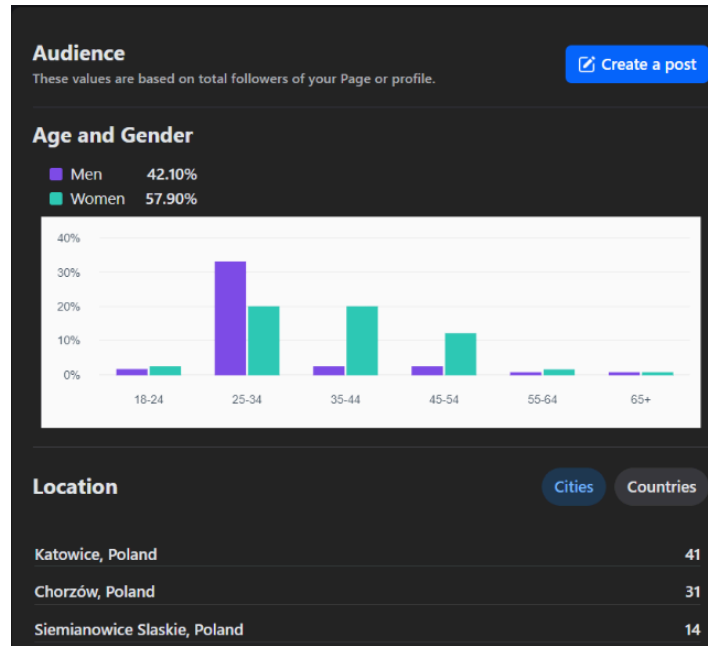 Audience
These values are based on total followers of your Page or profile.
Create a post
Age and Gender
Men 42.10%
Women 57.90%
40%
30%
20%
10%
0%
18-24 25-34 35-44 45-54 55-64 65+
Location
Cities Countries
Katowice, Poland 41
Chorzów, Poland 31
Siemianowice Slaskie, Poland 14